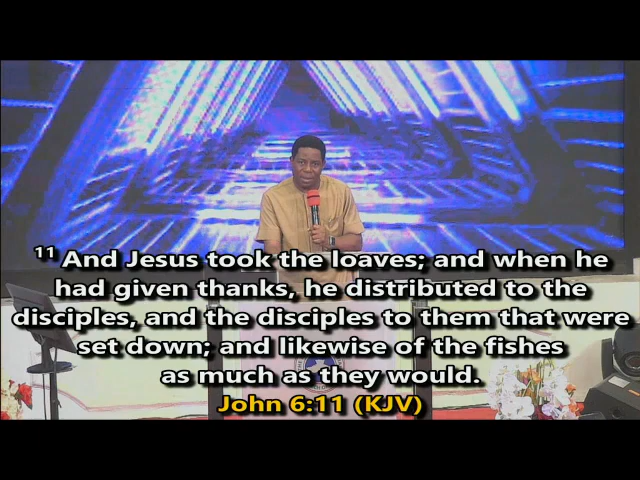 11 And Jesus took the loaves; and when he
had given thanks, he distributed to the
disciples, and the disciples to them that were
set down; and likewise of the fishes
as much as they would.
John 6:11 (KJV)